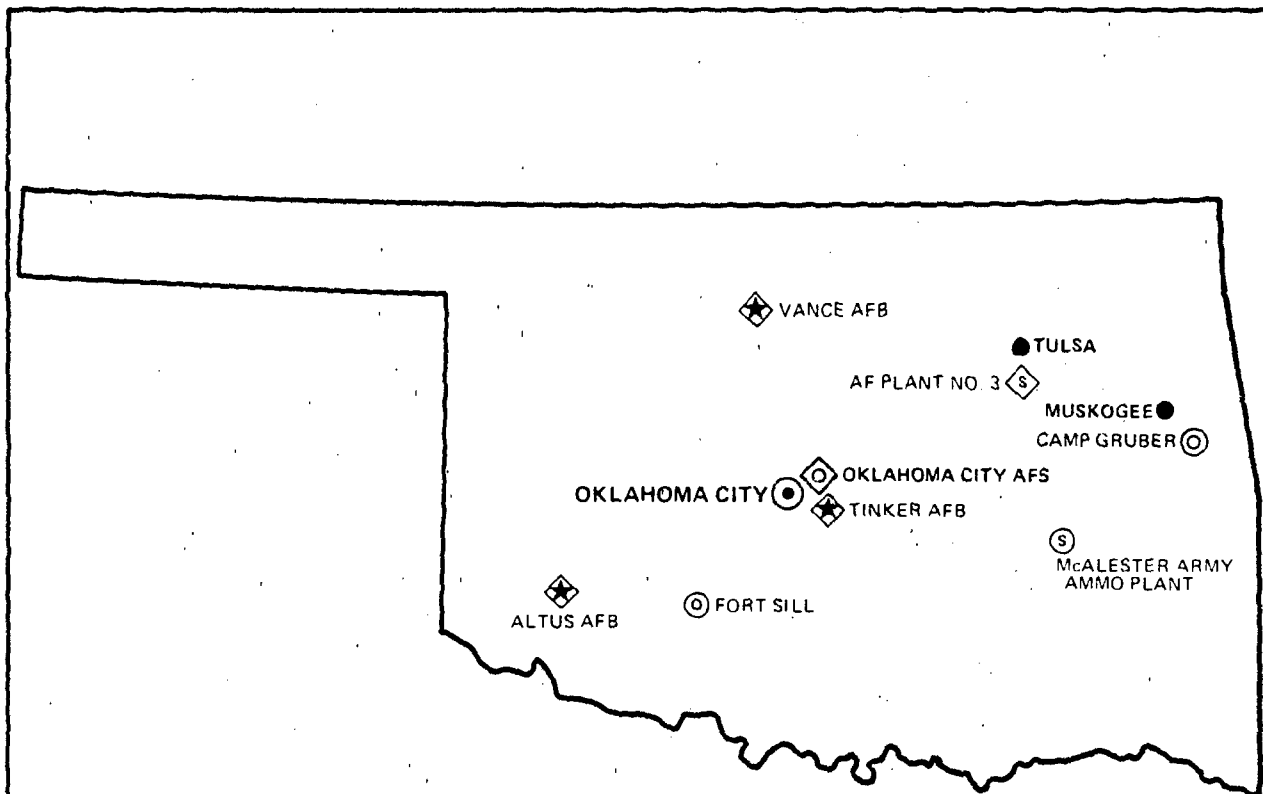 VANCE AFB
TULSA
AF PLANT NO. 3
S
MUSKOGEE
CAMP GRUBER
OKLAHOMA CITY AFS
OKLAHOMA CITY
TINKER AFB
S
McALESTER ARMY
AMMO PLANT
ALTUS AFB
FORT SILL